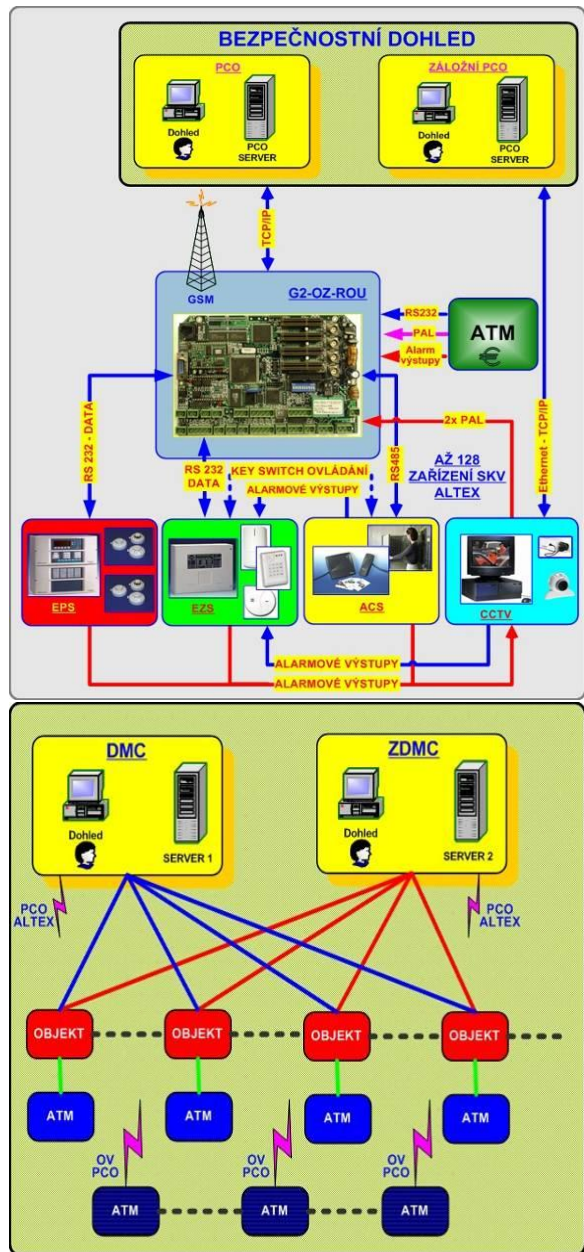 BEZPEČNOSTNÍ DOHLED
PCO
Dohled
PCO
SERVER
ZÁLOŽNÍ PCO
Dohled
PCO
SERVER
GSM
TCP/IP
G2-OZ-ROU
RS232
PAL
Alarm
výstupy
ATM
RS 232 - DATA
RS 232
DATA
KEY SWITCH OVLÁDÁNÍ
ALARMOVÉ VÝSTUPY
RS485
2x PAL
AŽ 128
ZAŘÍZENÍ SKV
ALTEX
Ethernet - TCP/IP
EPS
EZS
ACS
CCTV
ALARMOVÉ VÝSTUPY
ALARMOVÉ VÝSTUPY
DMC
Dohled
SERVER 1
ZDMC
Dohled
SERVER 2
PCO
ALTEX
PCO
ALTEX
OBJEKT
OBJEKT
OBJEKT
OBJEKT
ATM
ATM
ATM
ATM
OV
PCO
OV
PCO
OV
PCO
ATM
ATM
ATM